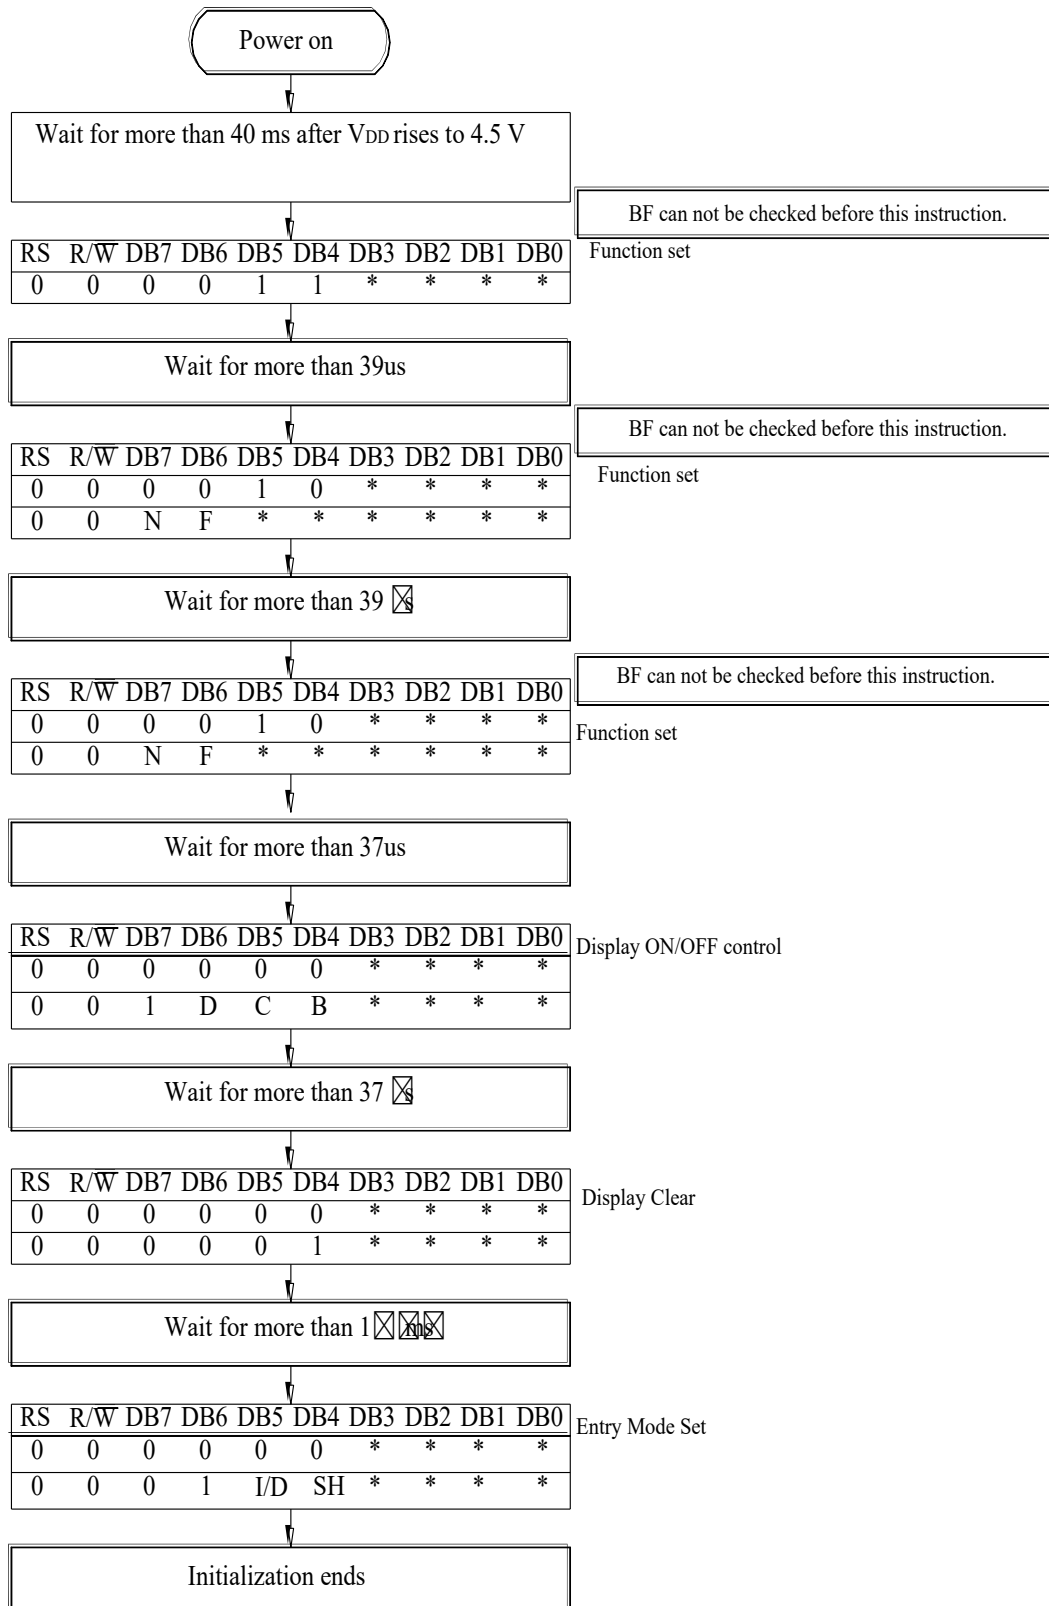 Power on
Wait for more than 40 ms after VDD rises to 4.5 V
BF can not be checked before this instruction.
RS R/W̅ DB7 DB6 DB5 DB4 DB3 DB2 DB1 DB0
Function set
0 0 0 0 1 1 * * * *
Wait for more than 39us
BF can not be checked before this instruction.
RS R/W̅ DB7 DB6 DB5 DB4 DB3 DB2 DB1 DB0
Function set
0 0 0 0 1 0 * * * *
0 0 N F * * * * * *
Wait for more than 39 s
BF can not be checked before this instruction.
RS R/W̅ DB7 DB6 DB5 DB4 DB3 DB2 DB1 DB0
0 0 0 0 1 0 * * * *
Function set
0 0 N F * * * * * *
Wait for more than 37us
RS R/W̅ DB7 DB6 DB5 DB4 DB3 DB2 DB1 DB0
Display ON/OFF control
0 0 0 0 0 0 * * * *
0 0 1 D C B * * * *
Wait for more than 37 s
RS R/W̅ DB7 DB6 DB5 DB4 DB3 DB2 DB1 DB0
Display Clear
0 0 0 0 0 0 * * * *
0 0 0 0 0 1 * * * *
Wait for more than 1 ms
RS R/W̅ DB7 DB6 DB5 DB4 DB3 DB2 DB1 DB0
Entry Mode Set
0 0 0 0 0 0 * * * *
0 0 0 1 I/D SH * * * *
Initialization ends